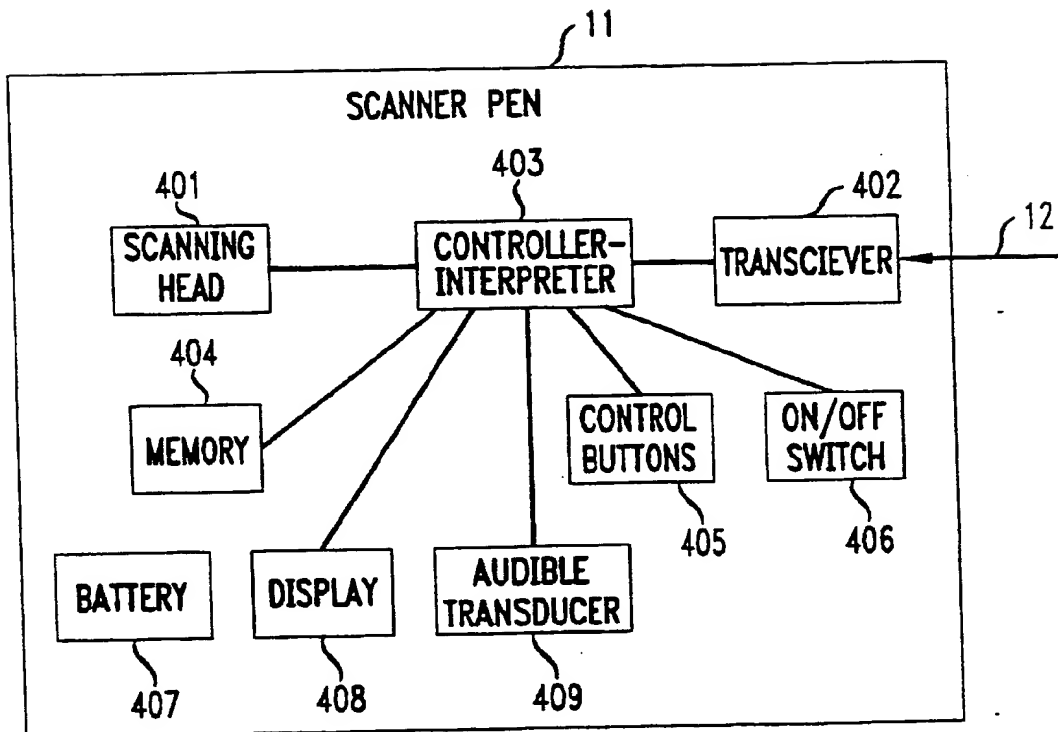 11
SCANNER PEN
401
403
402
12
SCANNING
HEAD
CONTROLLER-
INTERPRETER
TRANSCIEVER
404
MEMORY
CONTROL
BUTTONS
ON/OFF
SWITCH
405
406
BATTERY
DISPLAY
AUDIBLE
TRANSDUCER
407
408
409